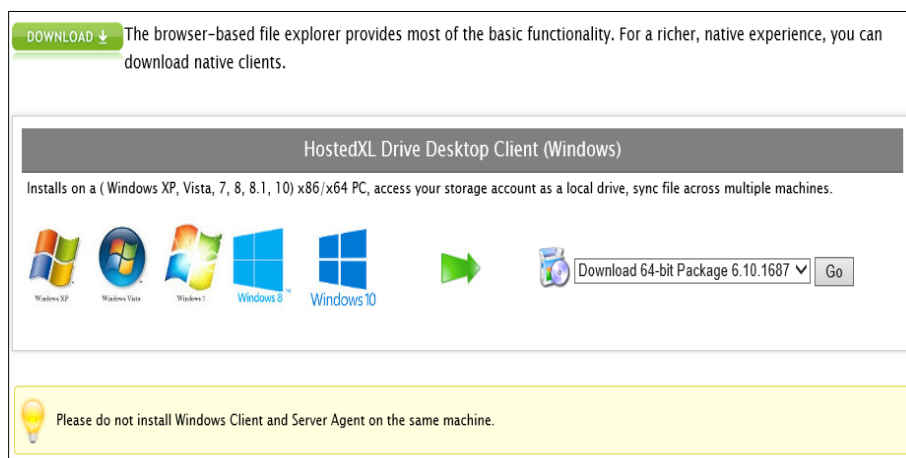 DOWNLOAD
The browser-based file explorer provides most of the basic functionality. For a richer, native experience, you can
download native clients.
HostedXL Drive Desktop Client (Windows)
Installs on a ( Windows XP, Vista, 7, 8, 8.1, 10) x86/x64 PC, access your storage account as a local drive, sync file across multiple machines.
Windows XP
Windows Vista
Windows 7
Windows 8™
Windows 10
Download 64-bit Package 6.10.1687
Go
Please do not install Windows Client and Server Agent on the same machine.